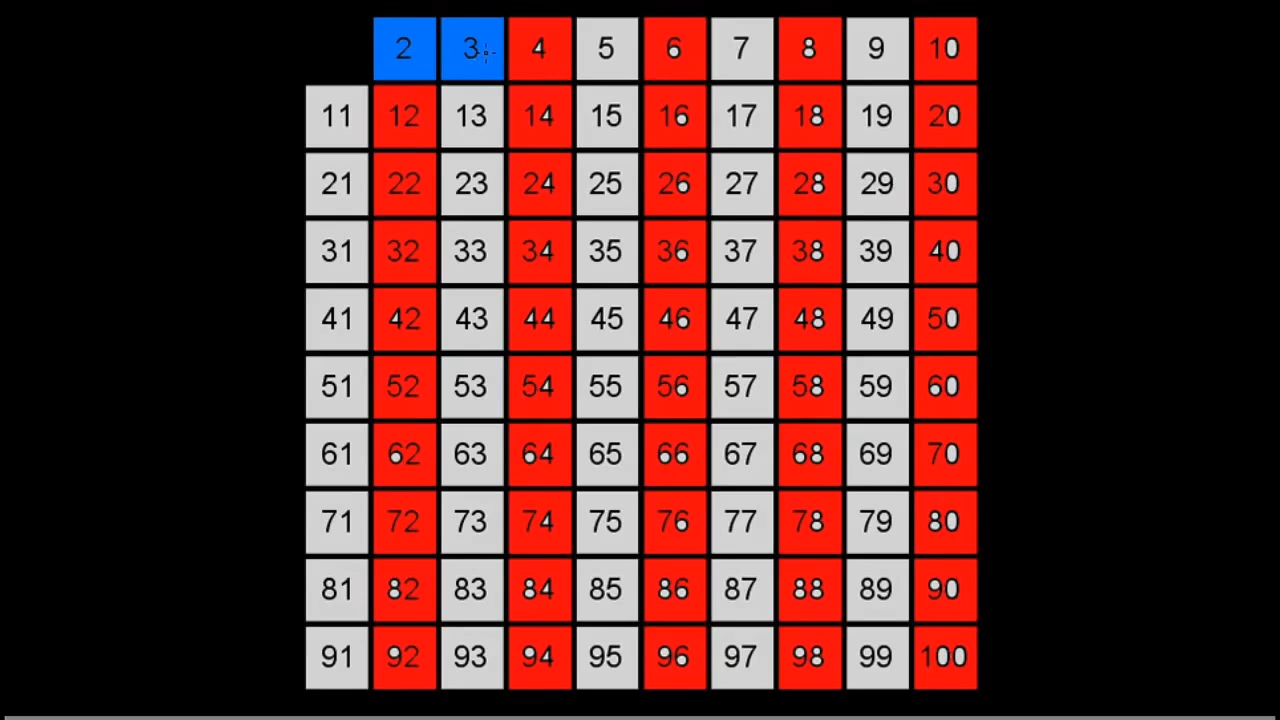 2 3 4 5 6 7 8 9 10
11 12 13 14 15 16 17 18 19 20
21 22 23 24 25 26 27 28 29 30
31 32 33 34 35 36 37 38 39 40
41 42 43 44 45 46 47 48 49 50
51 52 53 54 55 56 57 58 59 60
61 62 63 64 65 66 67 68 69 70
71 72 73 74 75 76 77 78 79 80
81 82 83 84 85 86 87 88 89 90
91 92 93 94 95 96 97 98 99 100